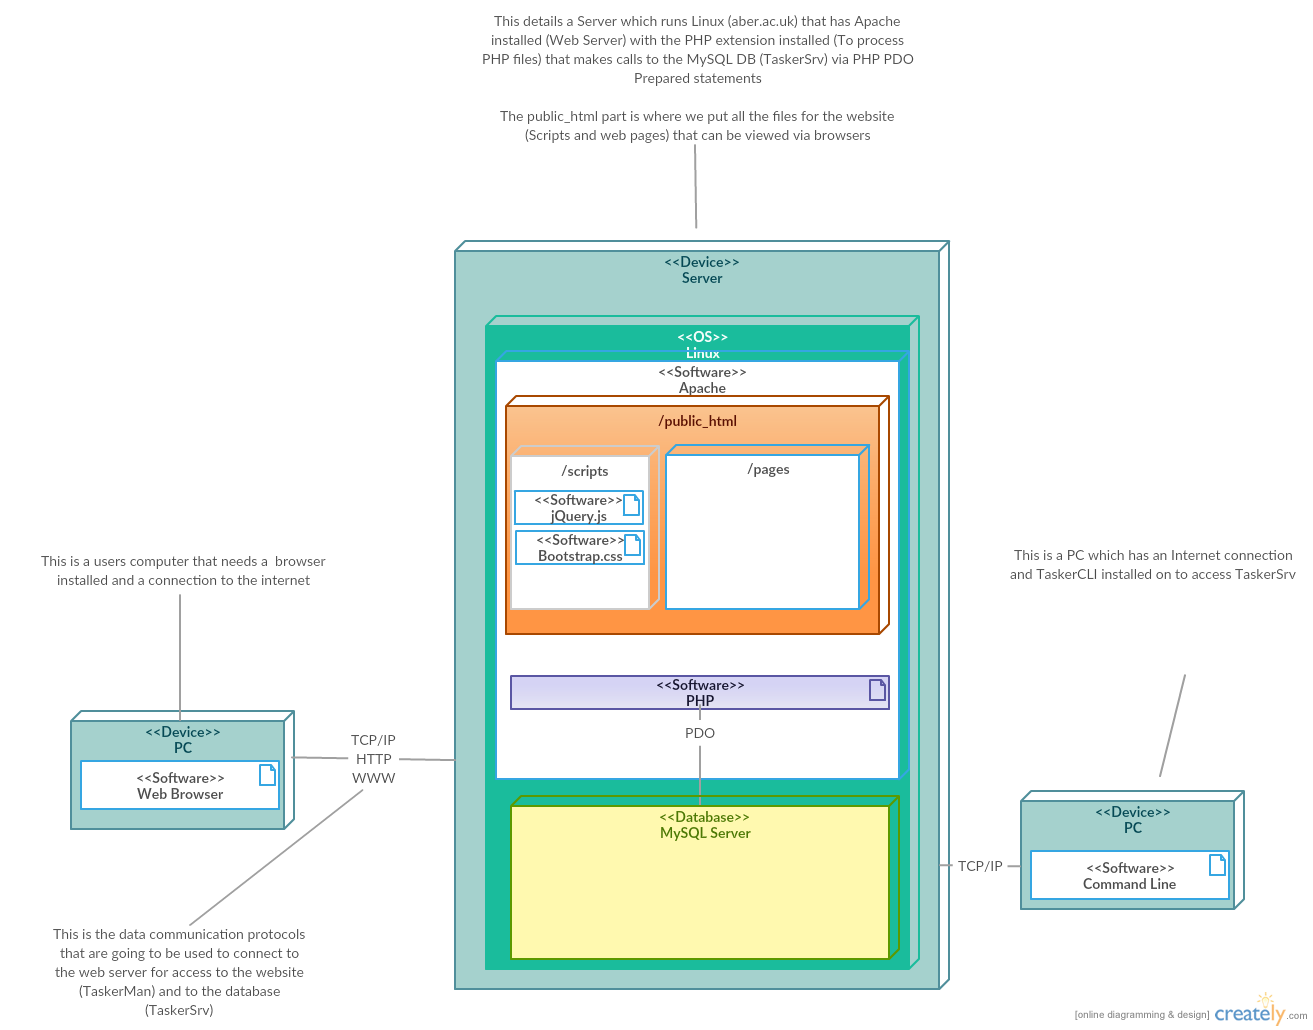 This details a Server which runs Linux (aber.ac.uk) that has Apache
installed (Web Server) with the PHP extension installed (To process
PHP files) that makes calls to the MySQL DB (TaskerSrv) via PHP PDO
Prepared statements
The public_html part is where we put all the files for the website
(Scripts and web pages) that can be viewed via browsers
<<Device>>
Server
<<OS>>
Linux
<<Software>>
Apache
/public_html
/scripts
<<Software>>
jQuery.js
<<Software>>
Bootstrap.css
/pages
<<Software>>
PHP
PDO
<<Database>>
MySQL Server
This is a users computer that needs a  browser
installed and a connection to the internet
<<Device>>
PC
<<Software>>
Web Browser
TCP/IP
HTTP
WWW
This is the data communication protocols
that are going to be used to connect to
the web server for access to the website
(TaskerMan) and to the database
(TaskerSrv)
This is a PC which has an Internet connection
and TaskerCLI installed on to access TaskerSrv
TCP/IP
<<Device>>
PC
<<Software>>
Command Line
[online diagramming & design] creately.com